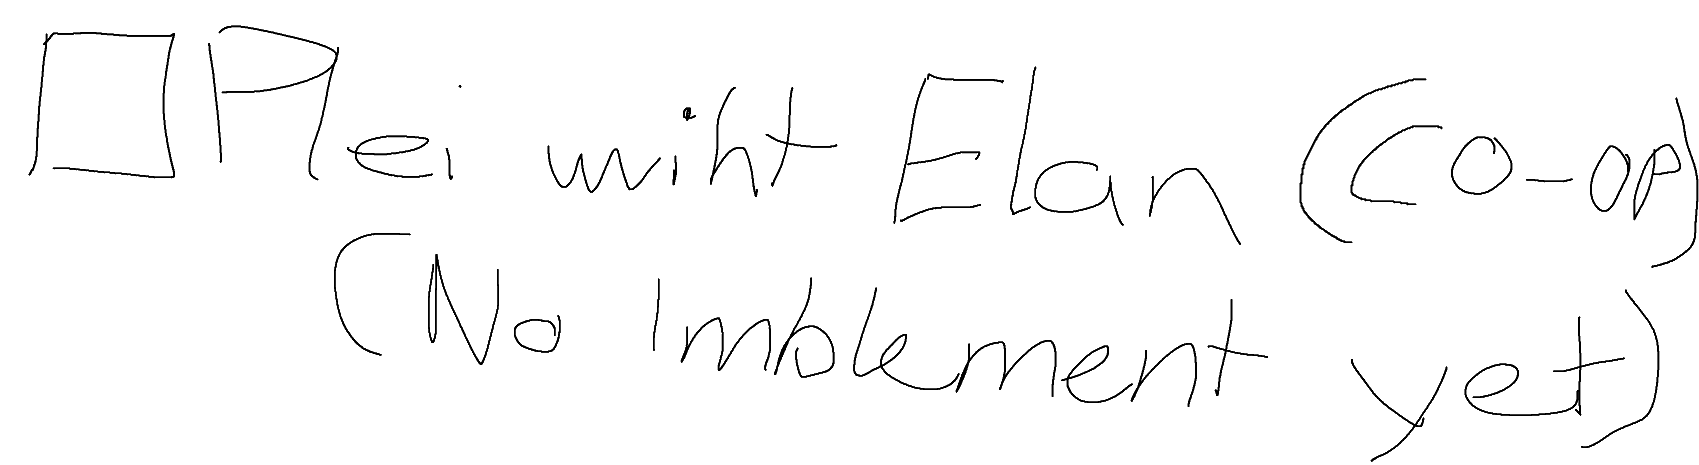 Plei wiht Elan (co-op)
(No Imblement yet)